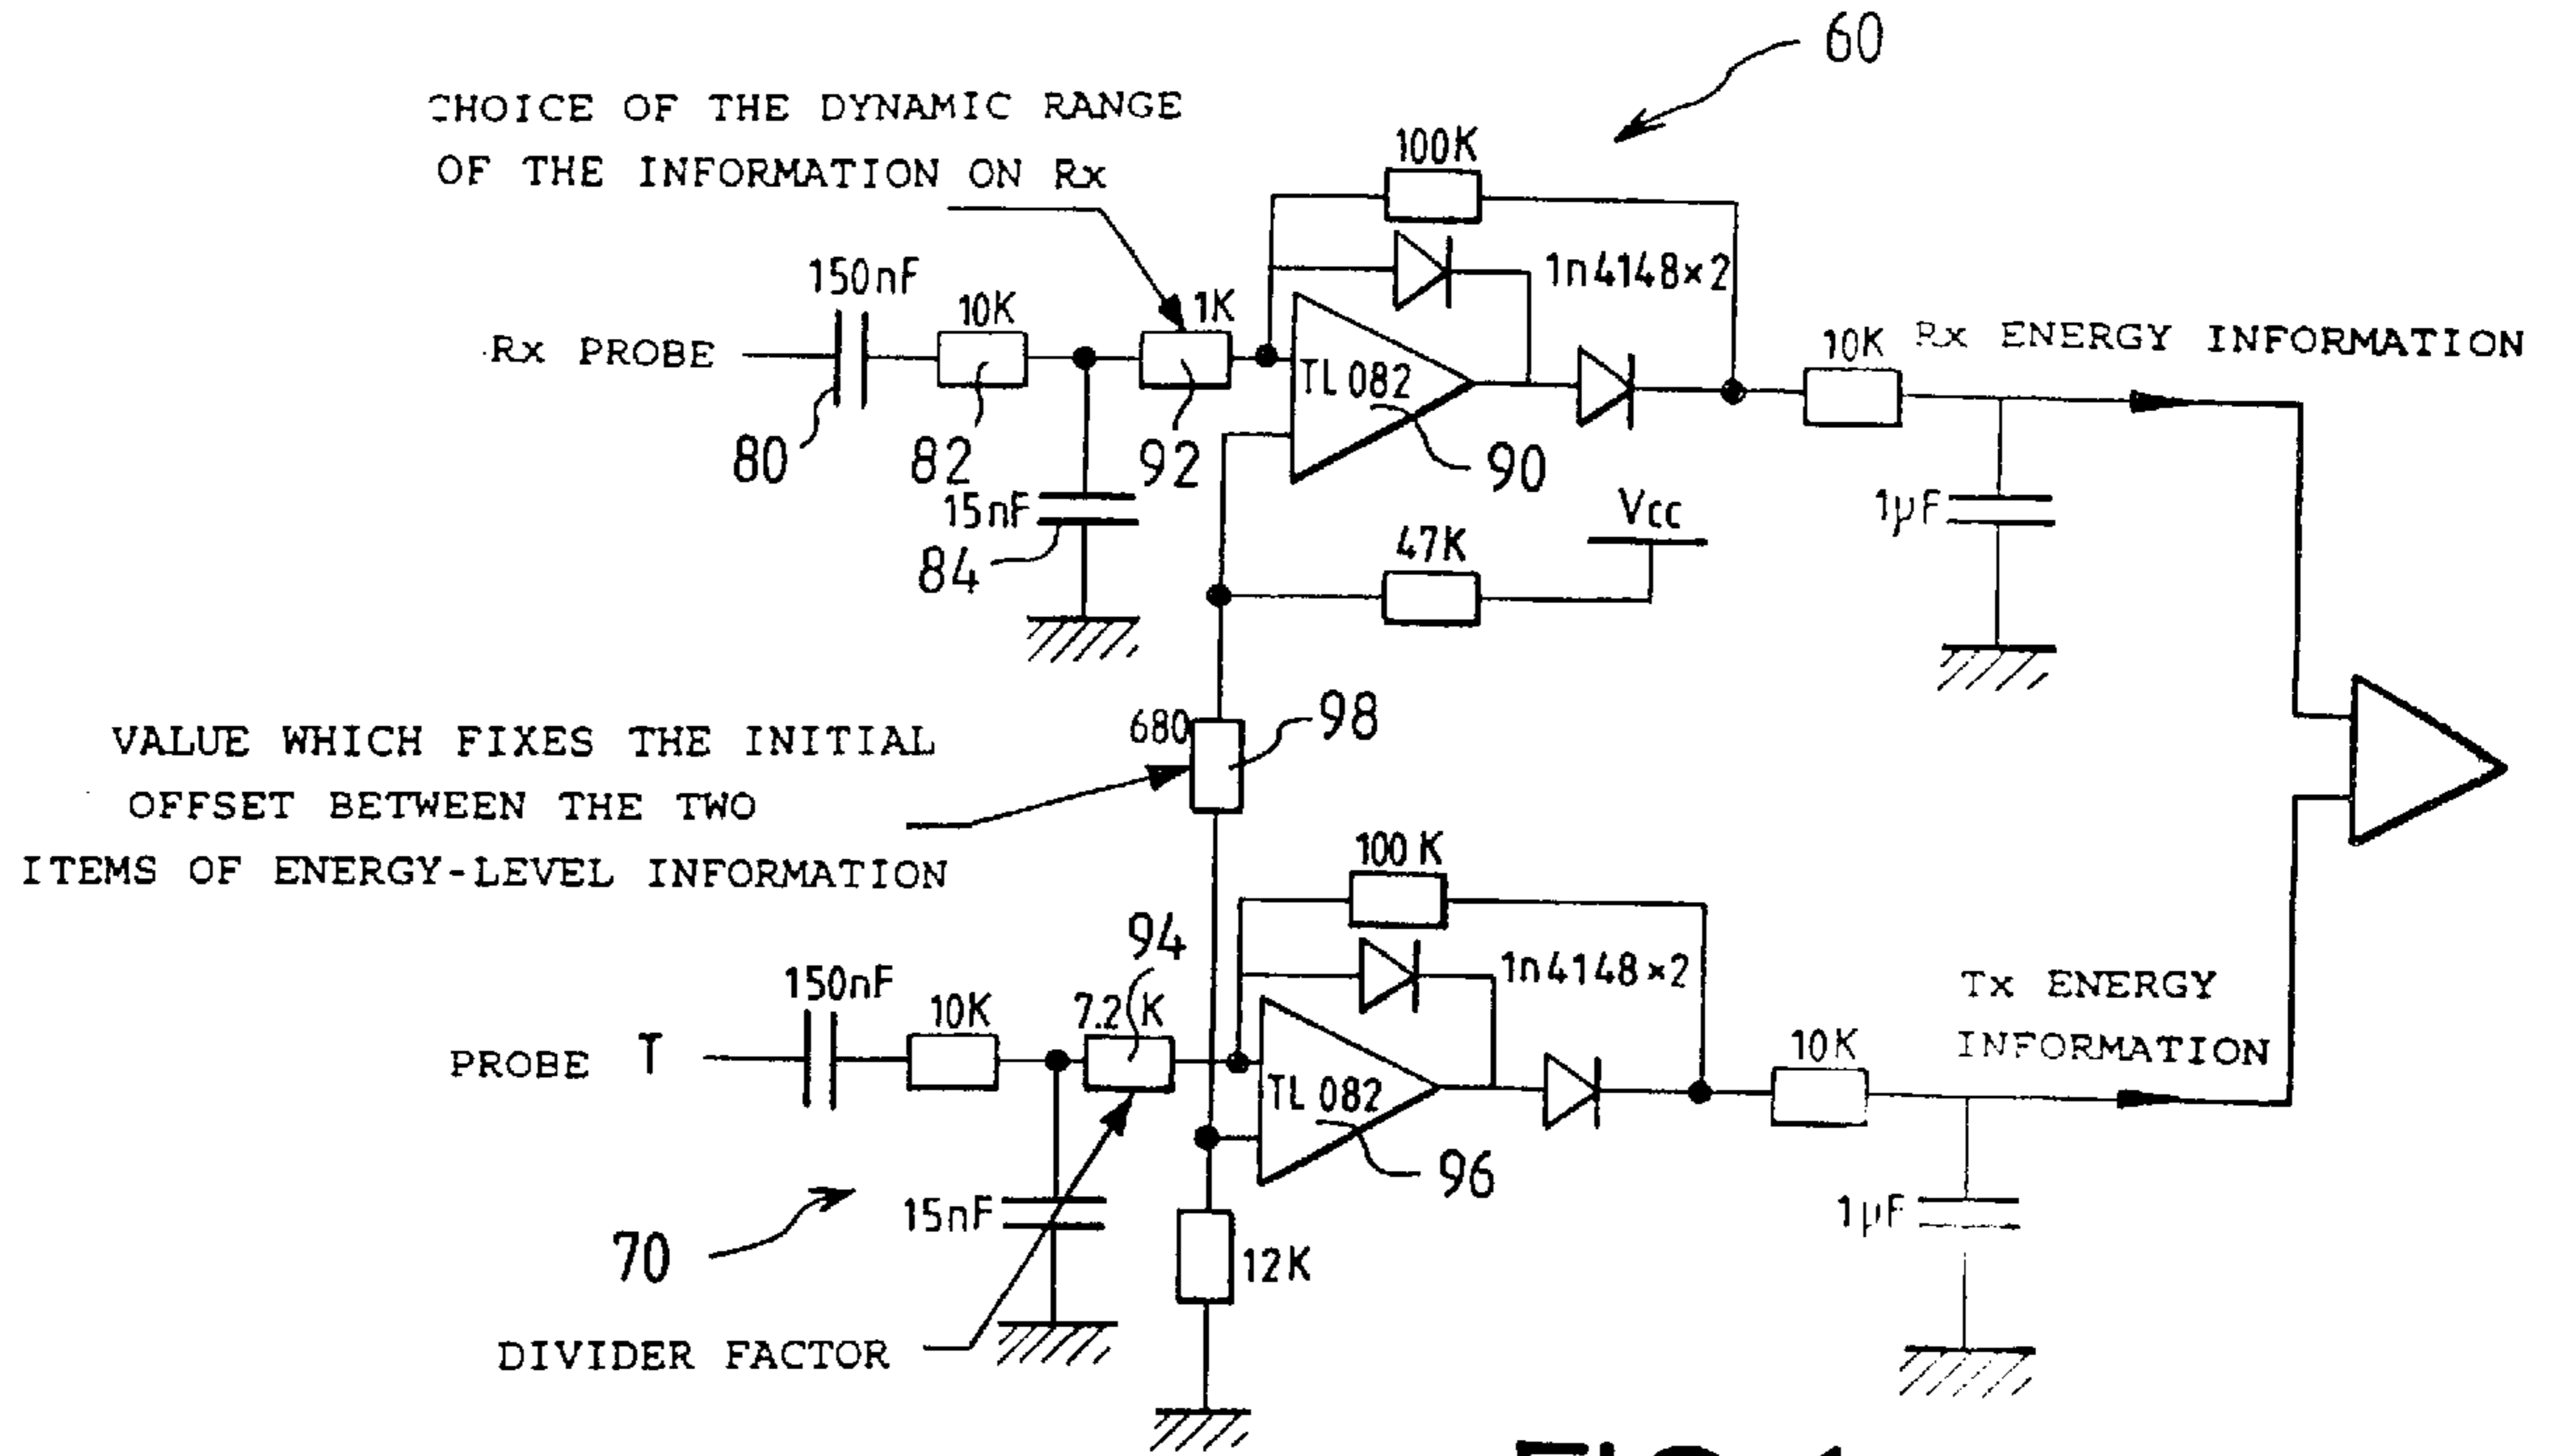 60
CHOICE OF THE DYNAMIC RANGE
OF THE INFORMATION ON Rx
100K
150nF
10K
1K
1n4148×2
Rx PROBE
TL 082
10K
Rx ENERGY INFORMATION
80
82
92
90
15nF
84
Vcc
47K
1µF
680
98
VALUE WHICH FIXES THE INITIAL
OFFSET BETWEEN THE TWO
ITEMS OF ENERGY-LEVEL INFORMATION
100 K
94
150nF
10K
7.2 K
1n4148×2
Tx ENERGY
INFORMATION
PROBE T
TL 082
10K
96
70
15nF
12K
1µF
DIVIDER FACTOR